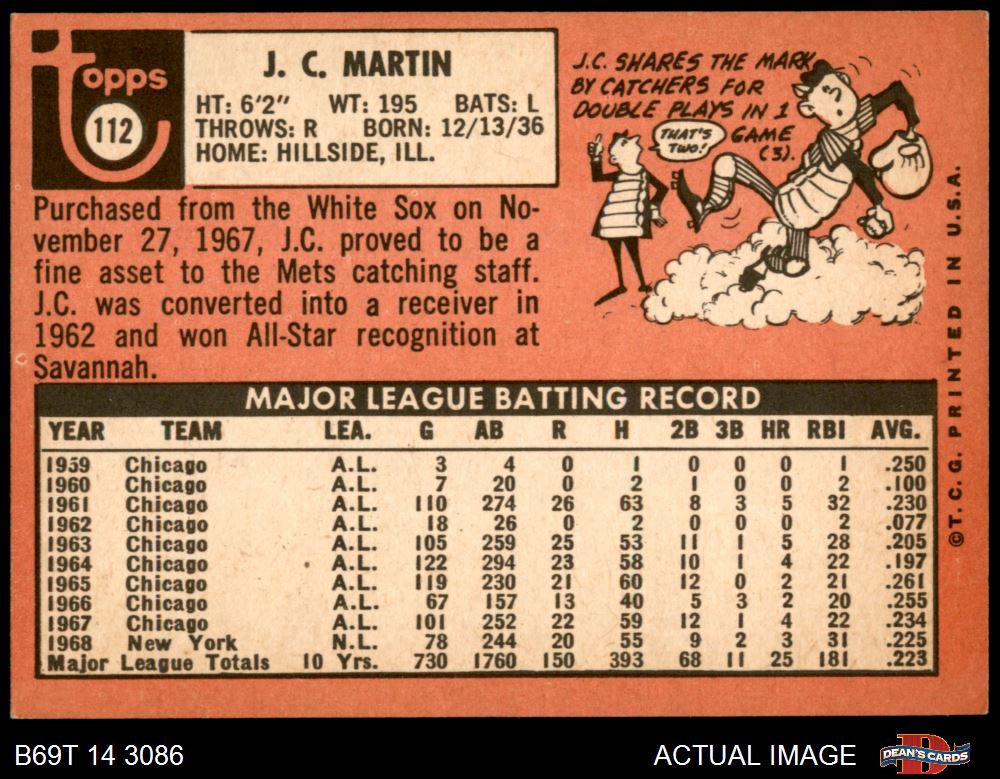 topps
112
J. C. MARTIN
HT: 6'2" WT: 195 BATS: L
THROWS: R BORN: 12/13/36
HOME: HILLSIDE, ILL.
J.C. SHARES THE MARK
BY CATCHERS FOR
DOUBLE PLAYS IN 1
GAME
(3).
THAT'S
TWO!
Purchased from the White Sox on No-
vember 27, 1967, J.C. proved to be a
fine asset to the Mets catching staff.
J.C. was converted into a receiver in
1962 and won All-Star recognition at
Savannah.
MAJOR LEAGUE BATTING RECORD
YEAR TEAM LEA. G AB R H 2B 3B HR RBI AVG.
1959 Chicago A.L. 3 4 0 1 0 0 0 1 .250
1960 Chicago A.L. 7 20 0 2 1 0 0 2 .100
1961 Chicago A.L. 110 274 26 63 8 3 5 32 .230
1962 Chicago A.L. 18 26 0 2 0 0 0 2 .077
1963 Chicago A.L. 105 259 25 53 11 1 5 28 .205
1964 Chicago A.L. 122 294 23 58 10 1 4 22 .197
1965 Chicago A.L. 119 230 21 60 12 0 2 21 .261
1966 Chicago A.L. 67 157 13 40 5 3 2 20 .255
1967 Chicago A.L. 101 252 22 59 12 1 4 22 .234
1968 New York N.L. 78 244 20 55 9 2 3 31 .225
Major League Totals 10 Yrs. 730 1760 150 393 68 11 25 181 .223
©T.C.G. PRINTED IN U.S.A.
B69T 14 3086
ACTUAL IMAGE
DEAN'S CARDS